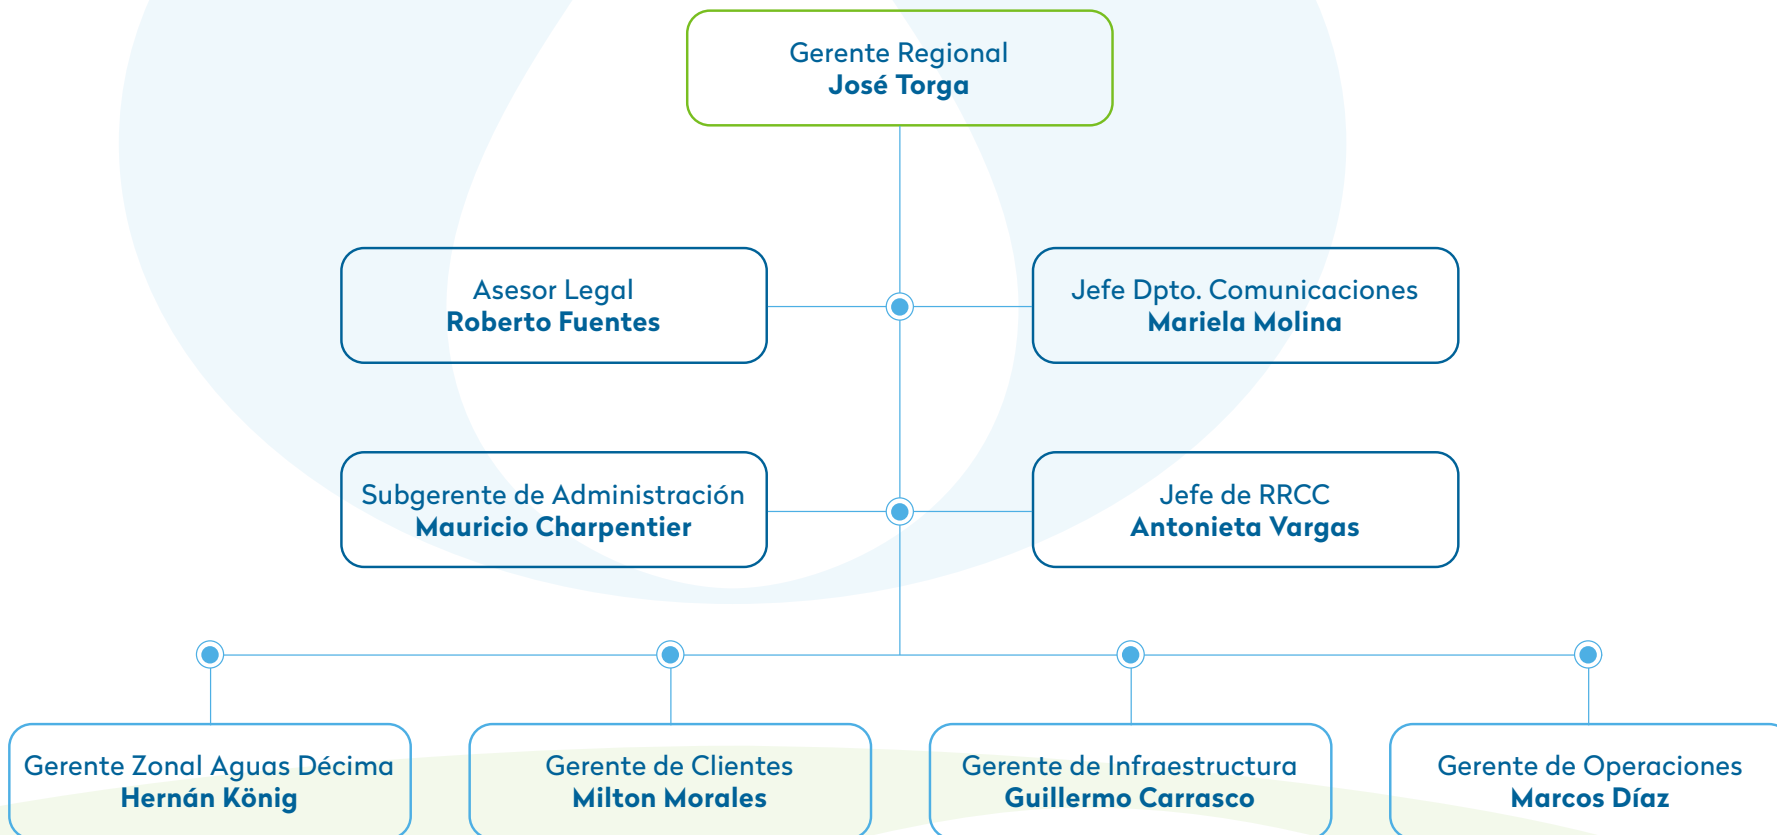 Gerente Regional
José Torga
Asesor Legal
Roberto Fuentes
Jefe Dpto. Comunicaciones
Mariela Molina
Subgerente de Administración
Mauricio Charpentier
Jefe de RRCC
Antonieta Vargas
Gerente Zonal Aguas Décima
Hernán König
Gerente de Clientes
Milton Morales
Gerente de Infraestructura
Guillermo Carrasco
Gerente de Operaciones
Marcos Díaz